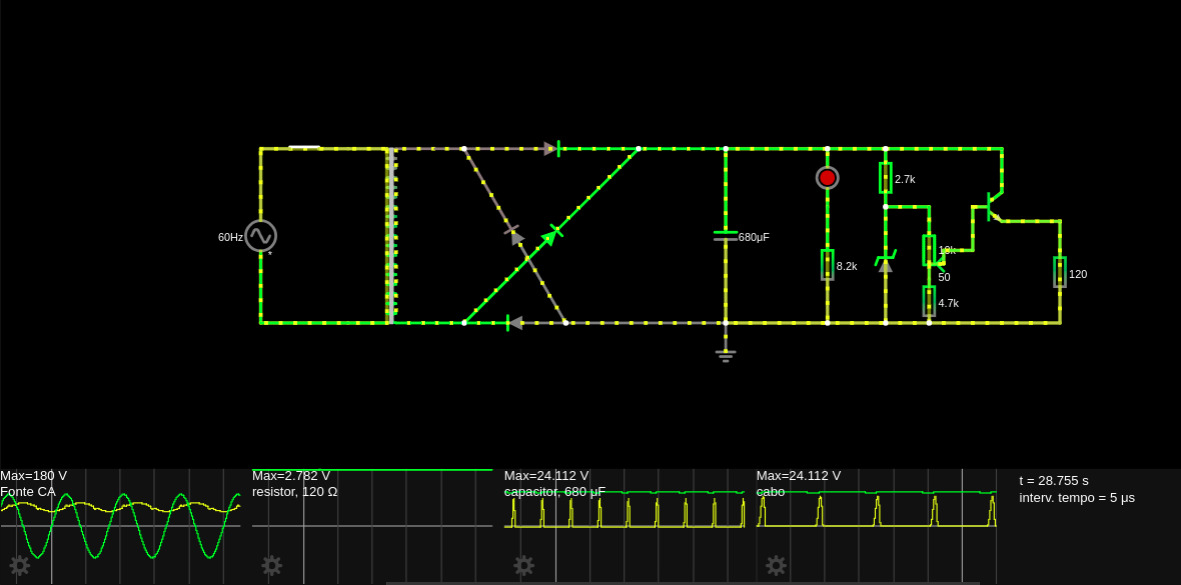 60Hz
*
680µF
2.7k
8.2k
10k
50
4.7k
120
Max=180 V
Fonte CA
Max=2.782 V
resistor, 120 Ω
Max=24.112 V
capacitor, 680 µF
Max=24.112 V
cabo
t = 28.755 s
interv. tempo = 5 µs